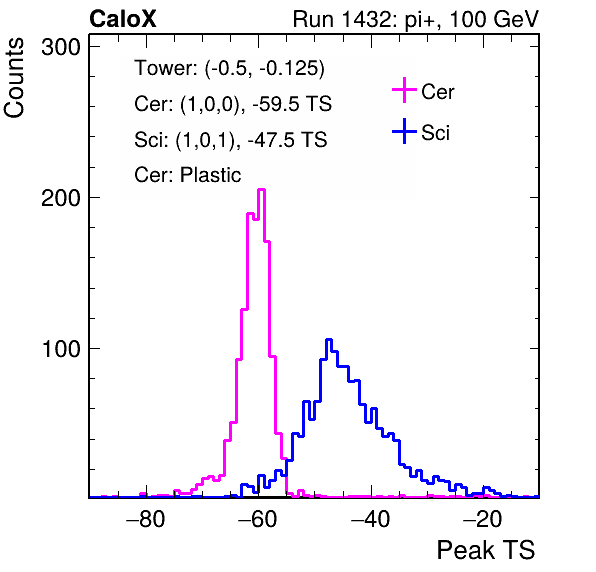 CaloX Run 1432: pi+, 100 GeV
Counts
300
200
100
Tower: (-0.5, -0.125)
Cer: (1,0,0), -59.5 TS
Sci: (1,0,1), -47.5 TS
Cer: Plastic
Cer
Sci
−80 −60 −40 −20
Peak TS